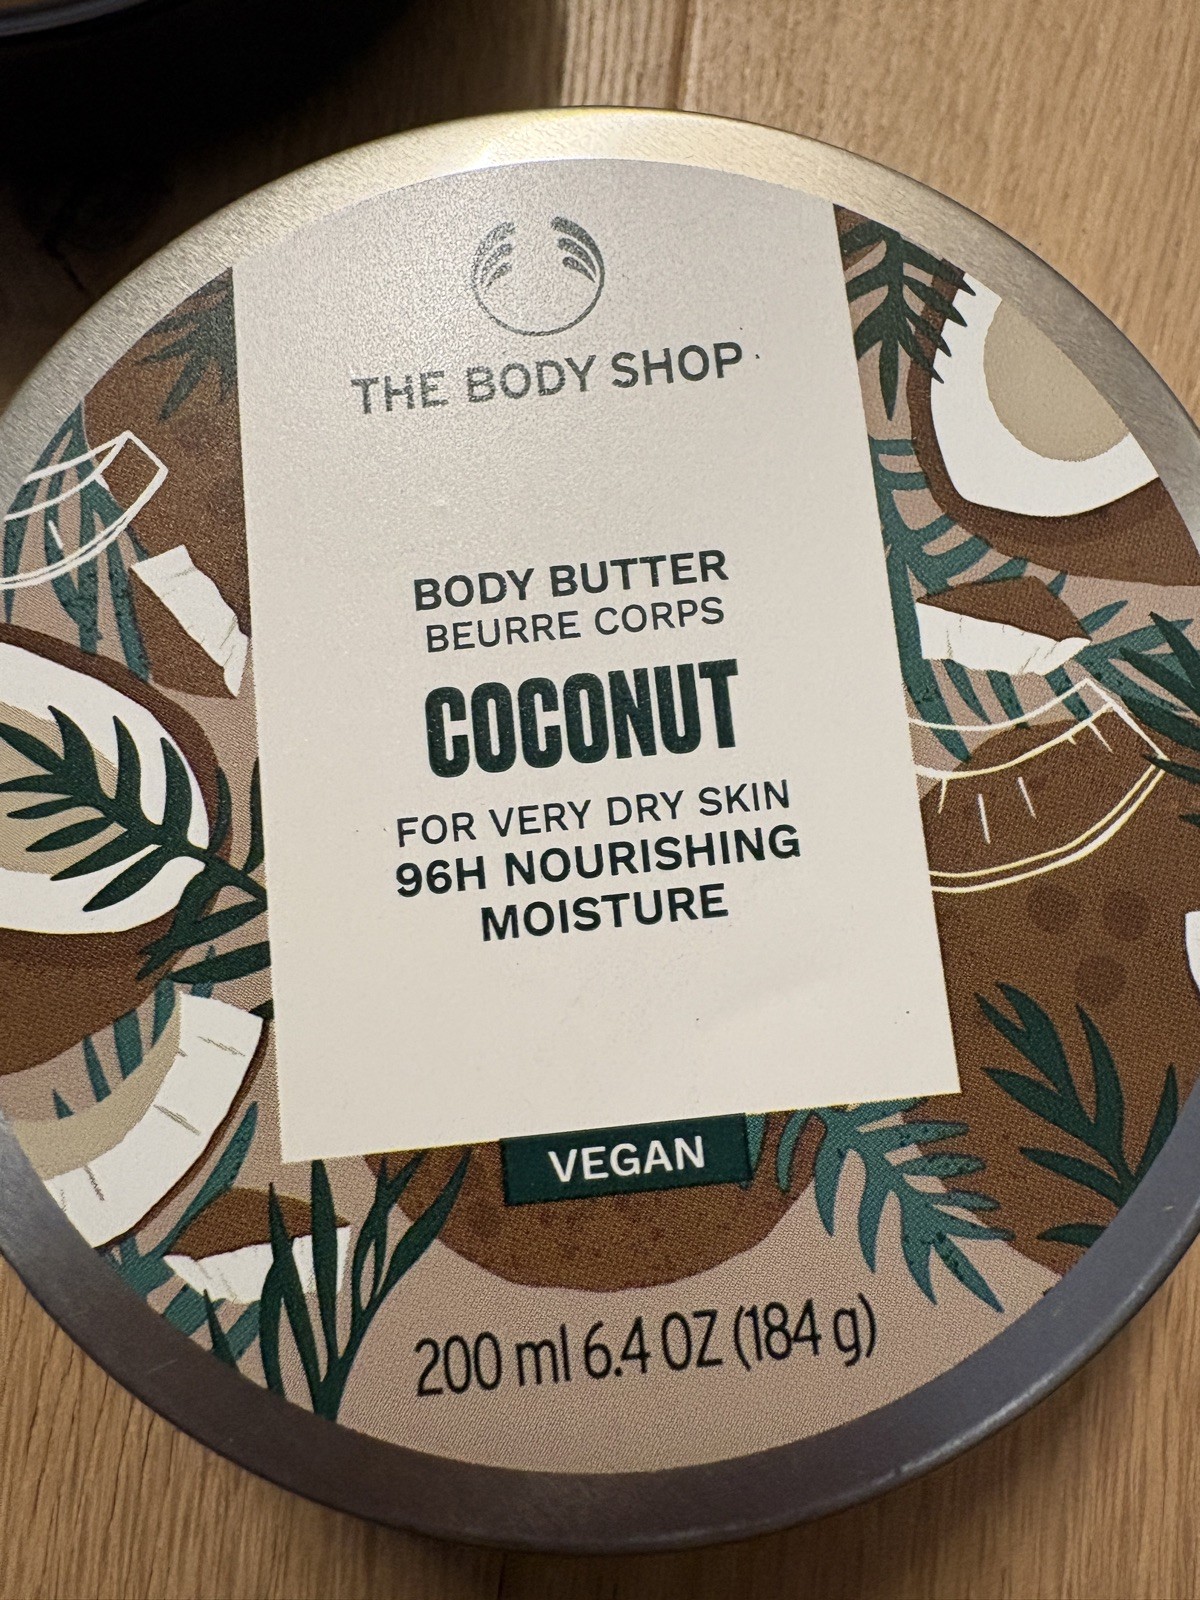 THE BODY SHOP
BODY BUTTER
BEURRE CORPS
COCONUT
FOR VERY DRY SKIN
96H NOURISHING
MOISTURE
VEGAN
200 ml 6.4 OZ (184 g)